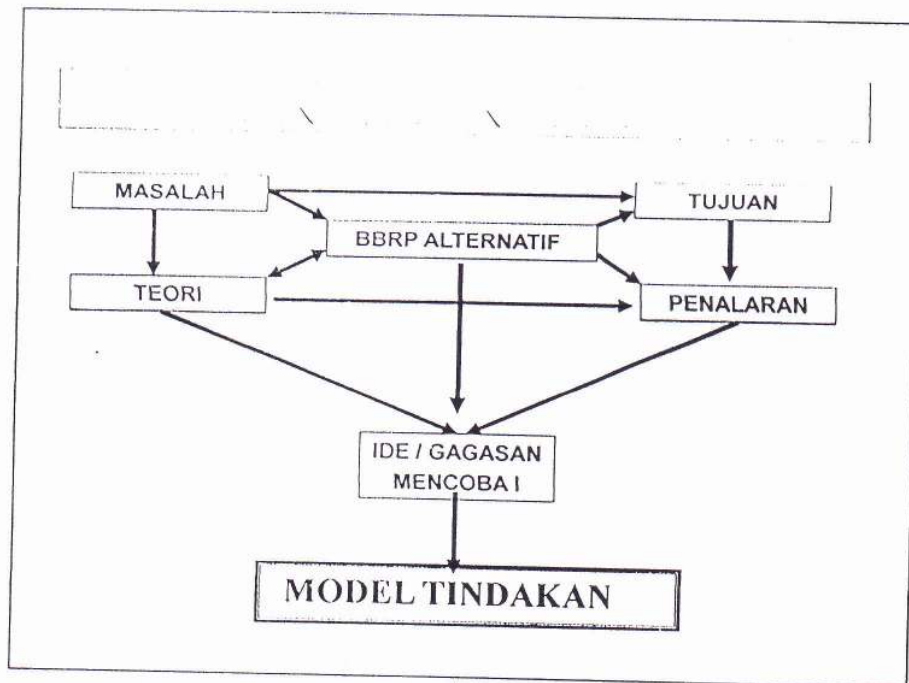 MASALAH
TUJUAN
BBRP ALTERNATIF
TEORI
PENALARAN
IDE / GAGASAN
MENCOBA I
MODEL TINDAKAN